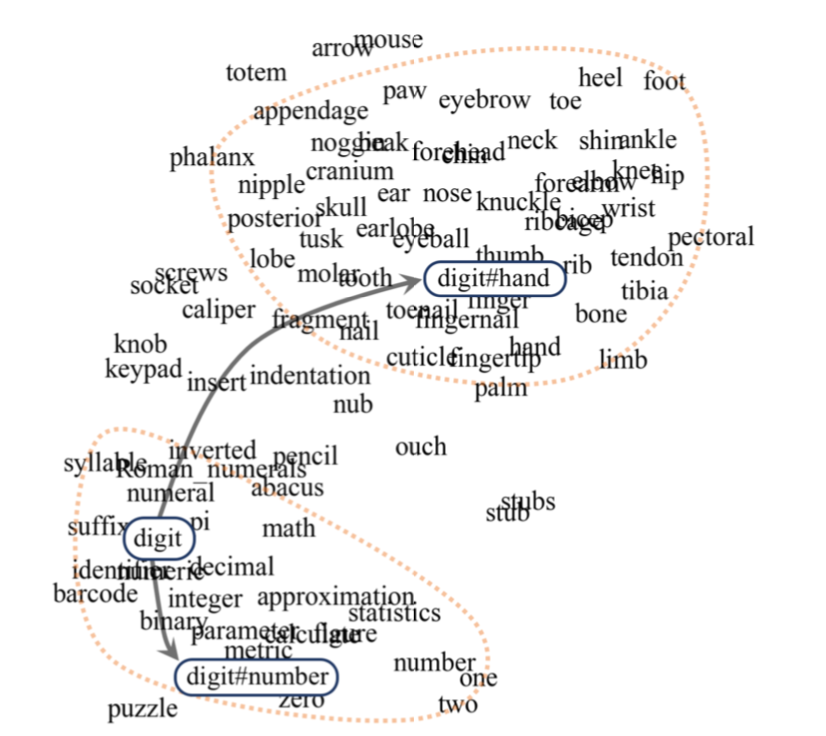 mouse
arrow
totem
heel
foot
paw
eyebrow
toe
appendage
noggin
beak
forehead
chin
neck
shin
ankle
phalanx
cranium
knee
nipple
ear
nose
forearm
elbow
hip
skull
knuckle
wrist
posterior
earlobe
ribcage
bicep
tusk
eyeball
pectoral
thumb
lobe
tendon
screws
molar
tooth
digit#hand
rib
socket
tibia
caliper
toenail
finger
fragment
nail
fingernail
bone
knob
hand
cuticle
fingertip
limb
keypad
insert
indentation
palm
nub
ouch
inverted
pencil
syllable
Roman_numerals
numeral
abacus
stubs
stub
suffix
pi
math
digit
identifier
numeric
decimal
barcode
integer
approximation
statistics
binary
parameter
calculate
figure
metric
number
digit#number
one
zero
two
puzzle